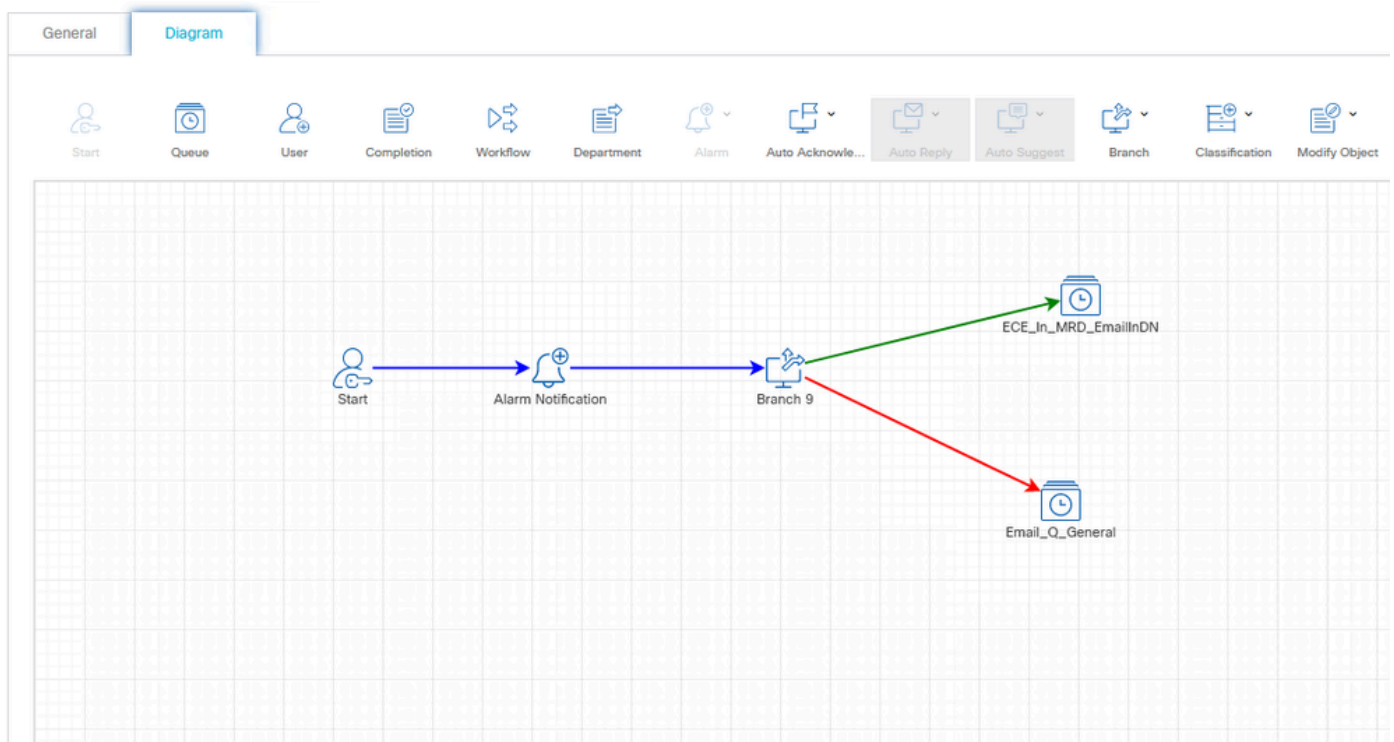 General Diagram
Start Queue User Completion Workflow Department Alarm Auto Acknowle... Auto Reply Auto Suggest Branch Classification Modify Object
ECE_In_MRD_EmailInDN
Start Alarm Notification Branch 9
Email_Q_General